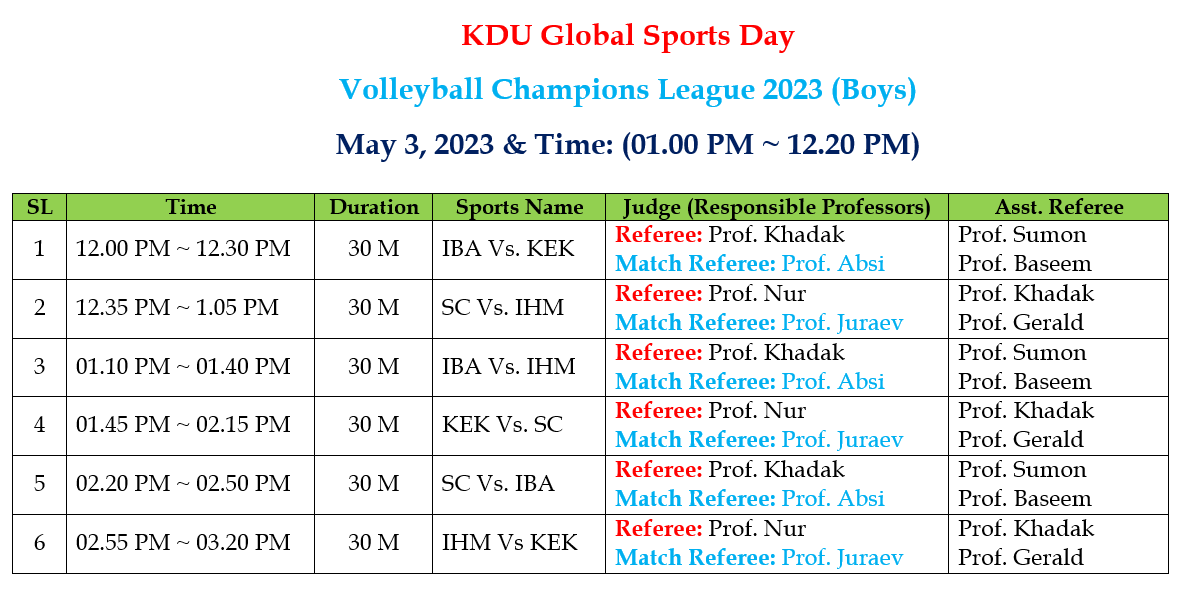 KDU Global Sports Day
Volleyball Champions League 2023 (Boys)
May 3, 2023 & Time: (01.00 PM ~ 12.20 PM)
SL Time Duration Sports Name Judge (Responsible Professors) Asst. Referee
1 12.00 PM ~ 12.30 PM 30 M IBA Vs. KEK Referee: Prof. Khadak Prof. Sumon
Match Referee: Prof. Absi Prof. Baseem
2 12.35 PM ~ 1.05 PM 30 M SC Vs. IHM Referee: Prof. Nur Prof. Khadak
Match Referee: Prof. Juraev Prof. Gerald
3 01.10 PM ~ 01.40 PM 30 M IBA Vs. IHM Referee: Prof. Khadak Prof. Sumon
Match Referee: Prof. Absi Prof. Baseem
4 01.45 PM ~ 02.15 PM 30 M KEK Vs. SC Referee: Prof. Nur Prof. Khadak
Match Referee: Prof. Juraev Prof. Gerald
5 02.20 PM ~ 02.50 PM 30 M SC Vs. IBA Referee: Prof. Khadak Prof. Sumon
Match Referee: Prof. Absi Prof. Baseem
6 02.55 PM ~ 03.20 PM 30 M IHM Vs KEK Referee: Prof. Nur Prof. Khadak
Match Referee: Prof. Juraev Prof. Gerald